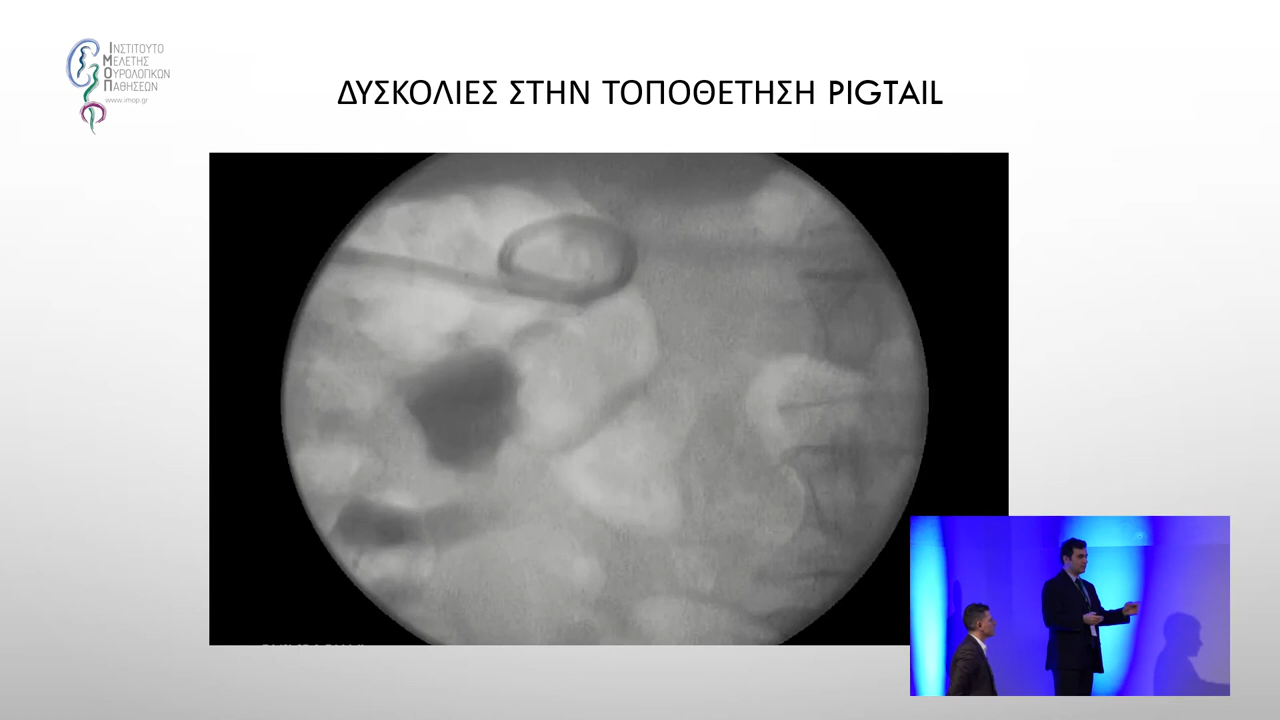 ΙΝΣΤΙΤΟΥΤΟ
ΜΕΛΕΤΗΣ
ΟΥΡΟΛΟΓΙΚΩΝ
ΠΑΘΗΣΕΩΝ
www.imop.gr
ΔΥΣΚΟΛΙΕΣ ΣΤΗΝ ΤΟΠΟΘΕΤΗΣΗ PIGTAIL